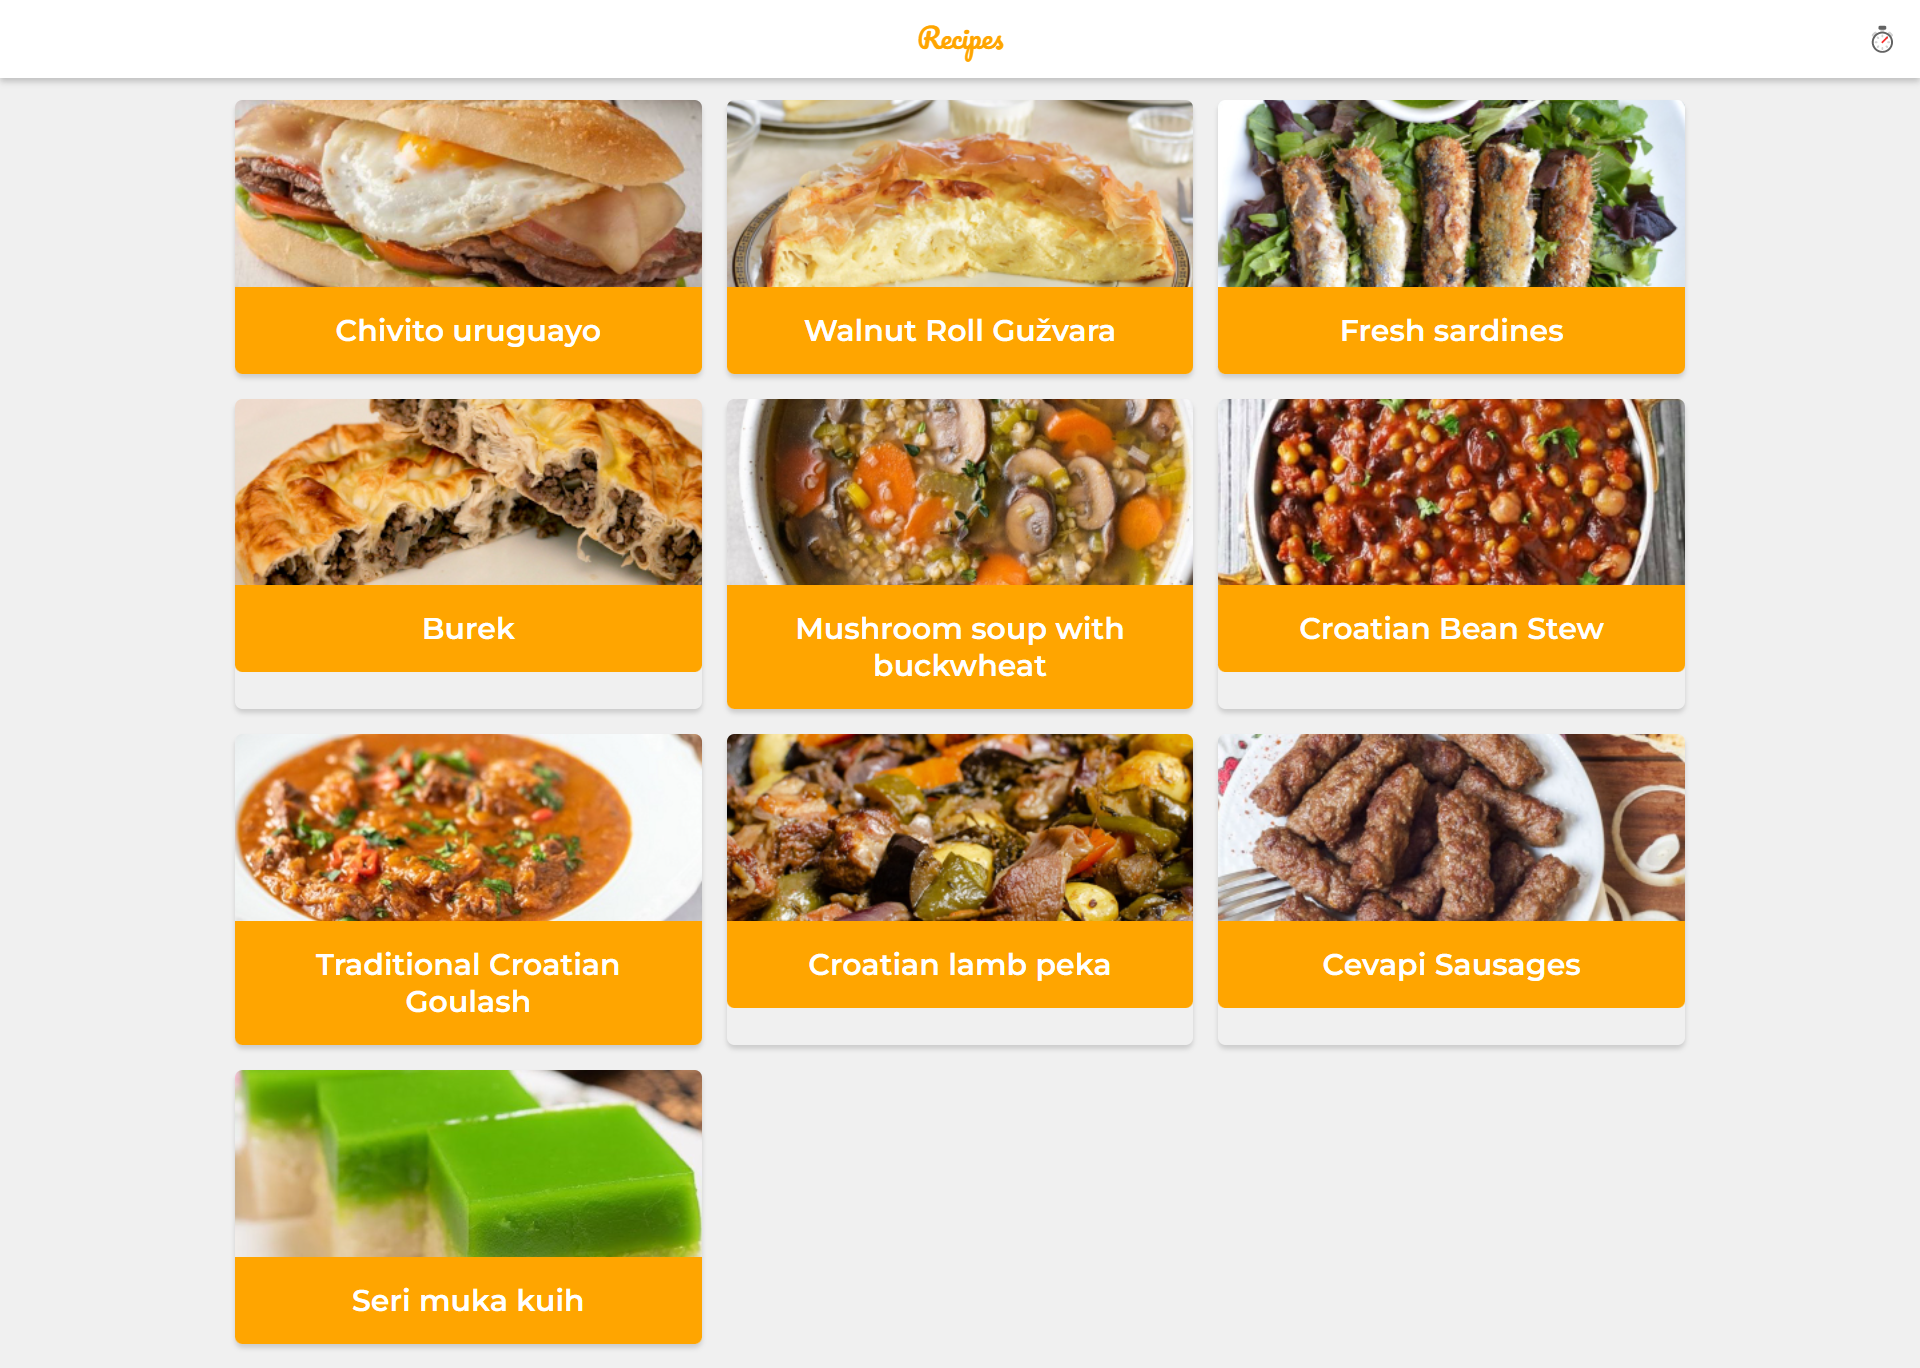 Recipes
Chivito uruguayo
Walnut Roll Gužvara
Fresh sardines
Burek
Mushroom soup with
buckwheat
Croatian Bean Stew
Traditional Croatian
Goulash
Croatian lamb peka
Cevapi Sausages
Seri muka kuih